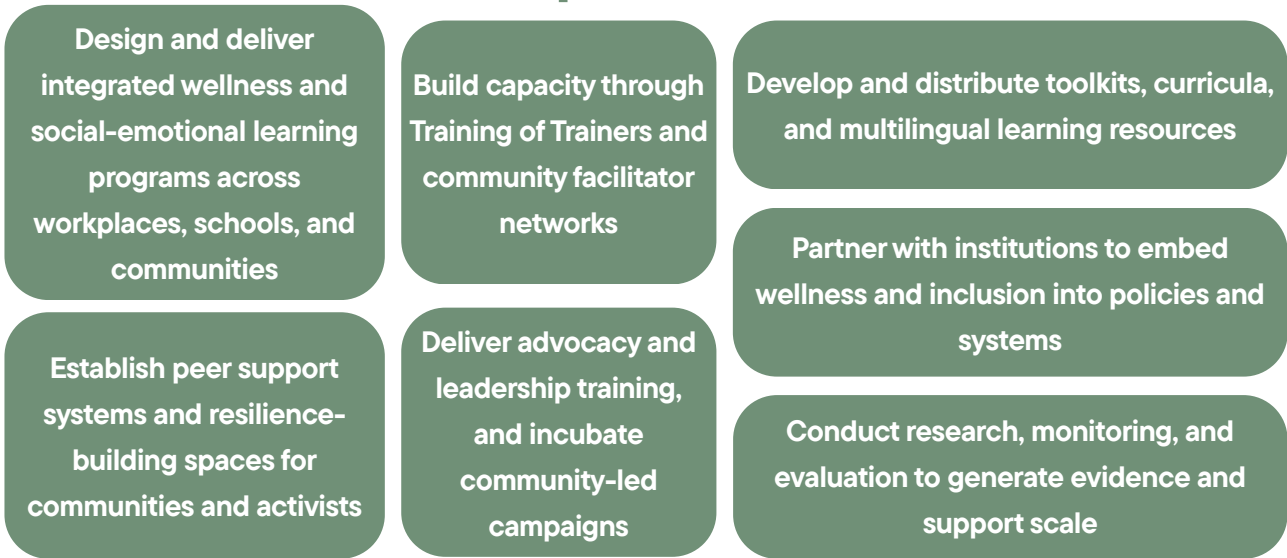 Design and deliver
integrated wellness and
social-emotional learning
programs across
workplaces, schools, and
communities
Establish peer support
systems and resilience-
building spaces for
communities and activists
Build capacity through
Training of Trainers and
community facilitator
networks
Deliver advocacy and
leadership training,
and incubate
community-led
campaigns
Develop and distribute toolkits, curricula,
and multilingual learning resources
Partner with institutions to embed
wellness and inclusion into policies and
systems
Conduct research, monitoring, and
evaluation to generate evidence and
support scale